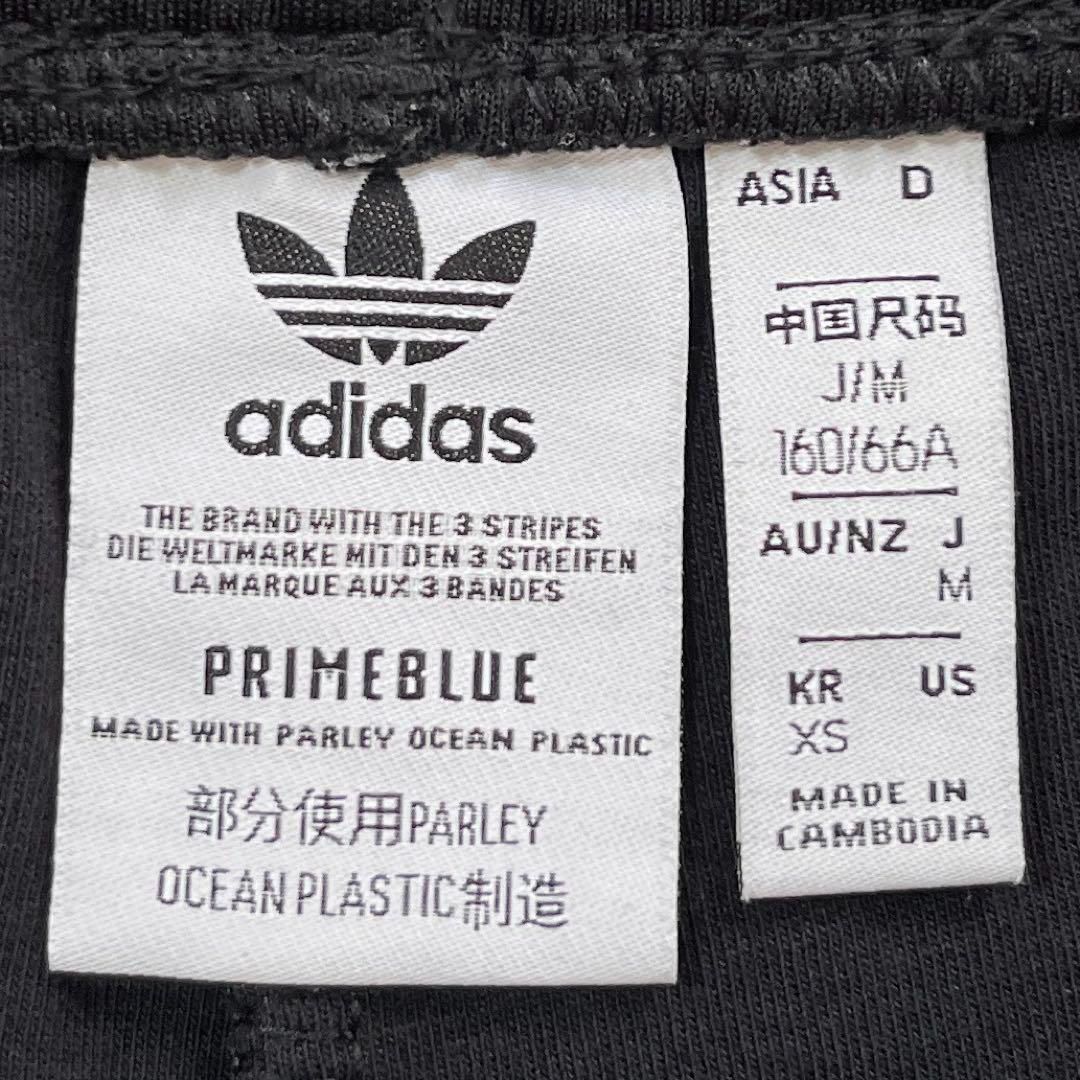 adidas
THE BRAND WITH THE 3 STRIPES
DIE WELTMARKE MIT DEN 3 STREIFEN
LA MARQUE AUX 3 BANDES
PRIMEBLUE
MADE WITH PARLEY OCEAN PLASTIC
部分使用PARLEY
OCEAN PLASTIC制造
ASIA D
中国尺码
J/M
160/66A
AU/NZ J
M
KR US
XS
MADE IN
CAMBODIA